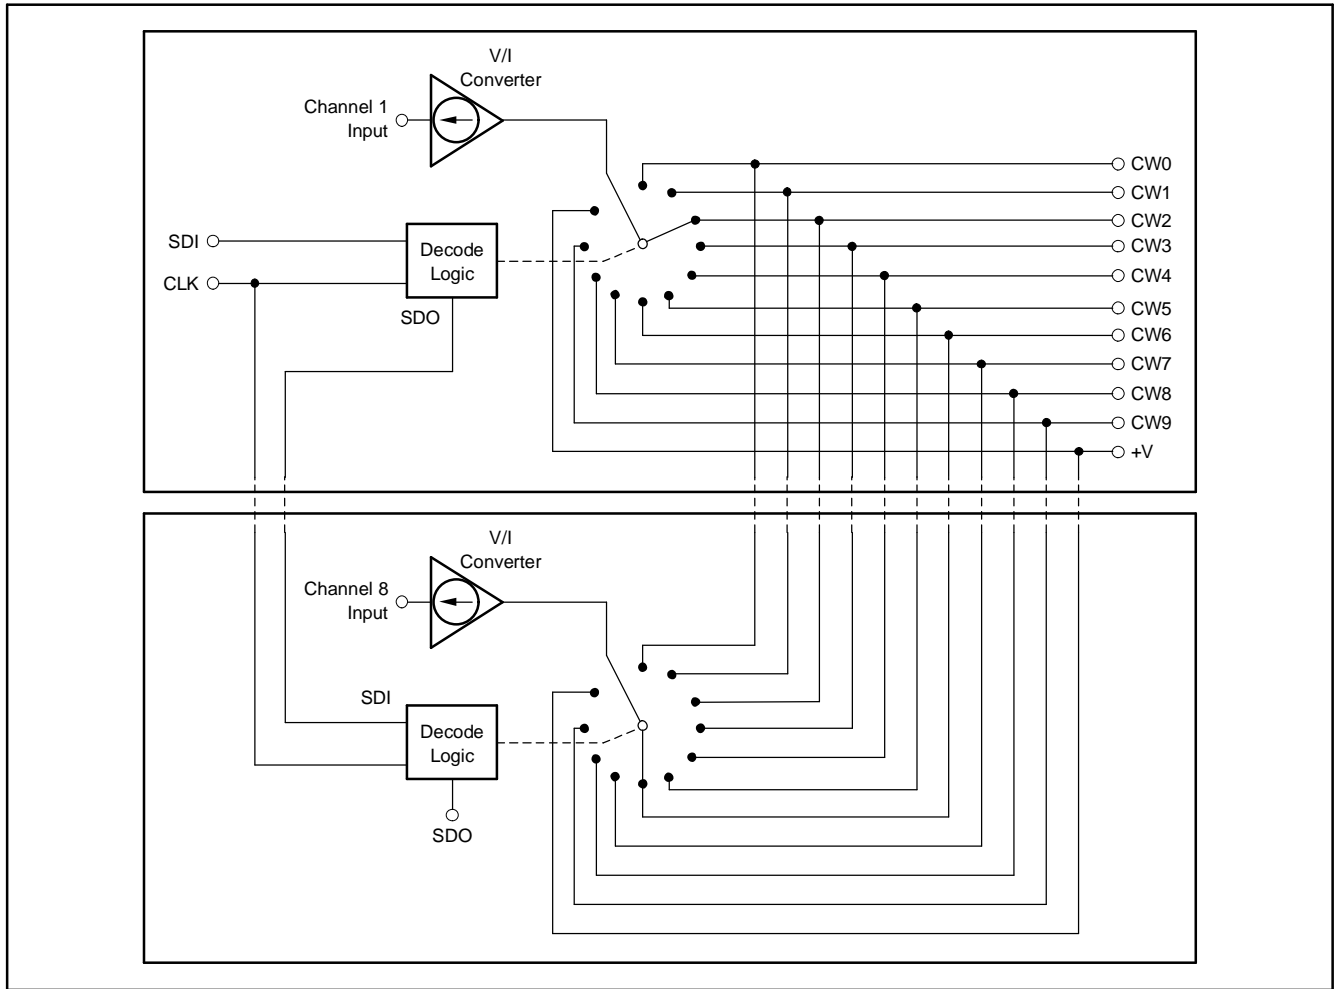 V/I
Converter
Channel 1
Input
CW0
CW1
CW2
CW3
CW4
CW5
CW6
CW7
CW8
CW9
+V
SDI
CLK
Decode
Logic
SDO
V/I
Converter
Channel 8
Input
SDI
Decode
Logic
SDO